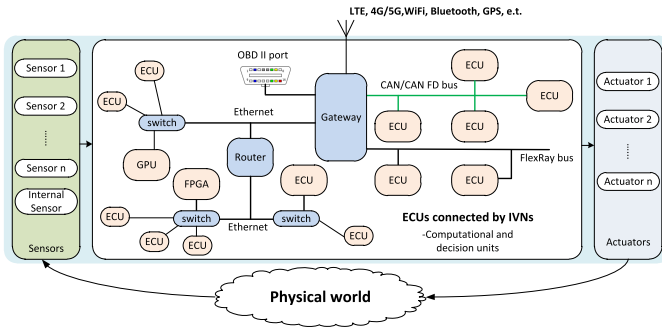 LTE, 4G/5G,WiFi, Bluetooth, GPS, e.t.
OBD II port
Sensor 1
Sensor 2
Sensor n
Internal
Sensor
Sensors
ECU
ECU
switch
GPU
Ethernet
Router
FPGA
ECU
ECU
switch
switch
Ethernet
ECU
ECU
ECU
Gateway
CAN/CAN FD bus
ECU
ECU
ECU
ECU
FlexRay bus
ECU
ECU
ECUs connected by IVNs
-Computational and
decision units
Actuator 1
Actuator 2
Actuator n
Actuators
Physical world